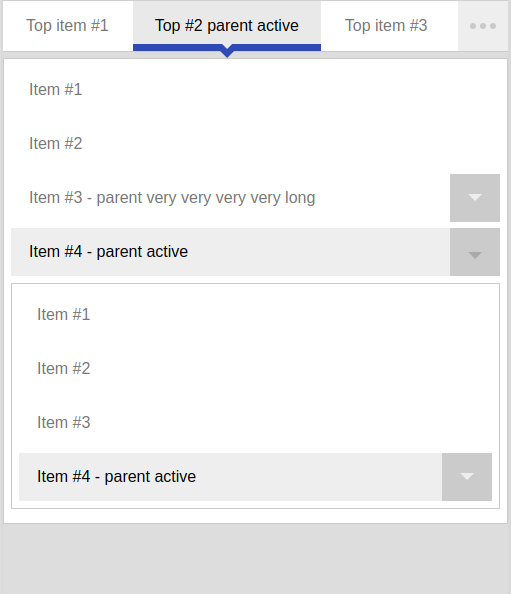 Top item #1
Top #2 parent active
Top item #3
Item #1
Item #2
Item #3 - parent very very very very long
Item #4 - parent active
Item #1
Item #2
Item #3
Item #4 - parent active